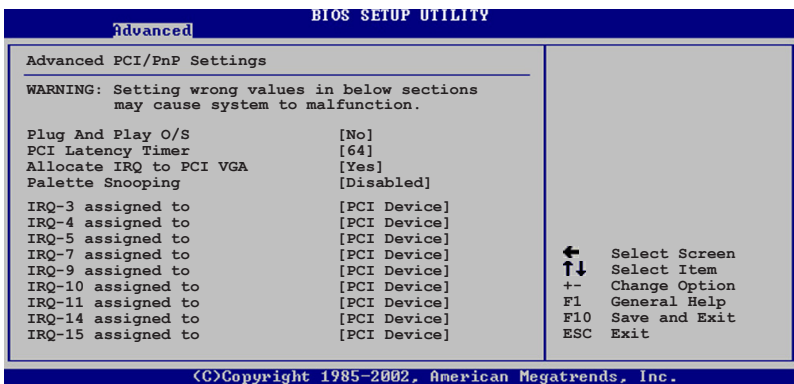 BIOS SETUP UTILITY
Advanced
Advanced PCI/PnP Settings
WARNING: Setting wrong values in below sections
may cause system to malfunction.
Plug And Play O/S [No]
PCI Latency Timer [64]
Allocate IRQ to PCI VGA [Yes]
Palette Snooping [Disabled]
IRQ-3 assigned to [PCI Device]
IRQ-4 assigned to [PCI Device]
IRQ-5 assigned to [PCI Device]
IRQ-7 assigned to [PCI Device]
IRQ-9 assigned to [PCI Device]
IRQ-10 assigned to [PCI Device]
IRQ-11 assigned to [PCI Device]
IRQ-14 assigned to [PCI Device]
IRQ-15 assigned to [PCI Device]
← Select Screen
↑↓ Select Item
+- Change Option
F1 General Help
F10 Save and Exit
ESC Exit
(C)Copyright 1985-2002, American Megatrends, Inc.